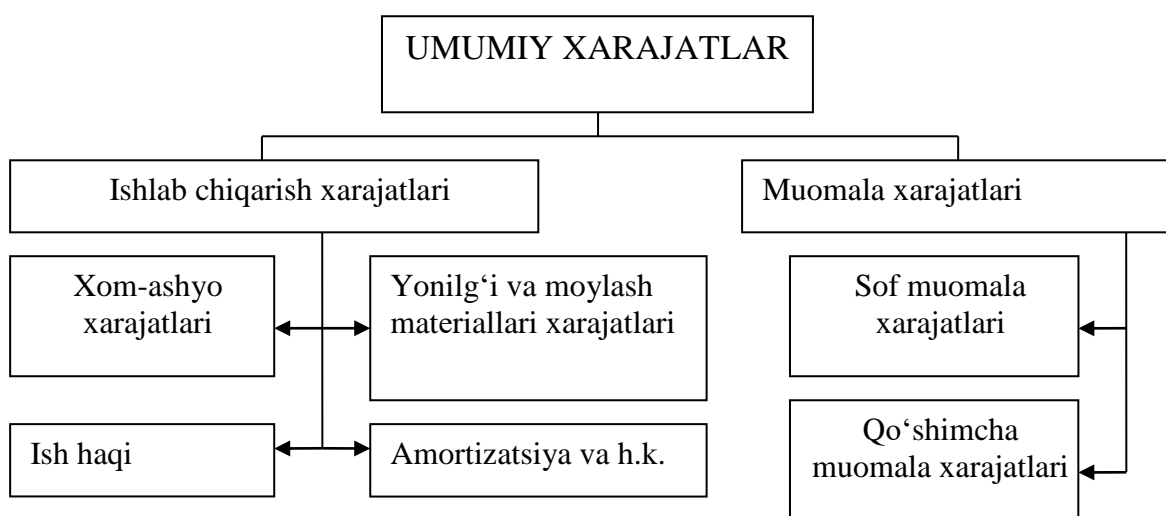 UMUMIY XARAJATLAR
Ishlab chiqarish xarajatlari
Muomala xarajatlari
Xom-ashyo
xarajatlari
Yonilg‘i va moylash
materiallari xarajatlari
Sof muomala
xarajatlari
Ish haqi
Amortizatsiya va h.k.
Qo‘shimcha
muomala xarajatlari